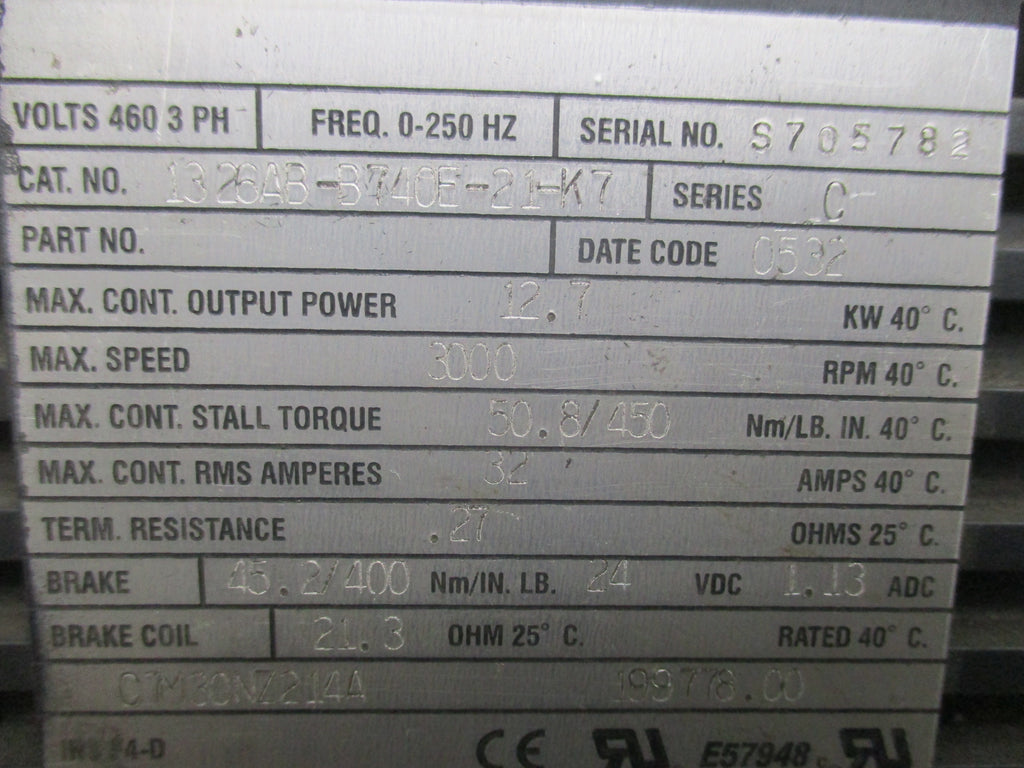 VOLTS 460 3 PH FREQ. 0-250 HZ SERIAL NO. S705782
CAT. NO. 1326AB-B740E-21-K7 SERIES C
PART NO. DATE CODE 0532
MAX. CONT. OUTPUT POWER 12.7 KW 40° C.
MAX. SPEED 3000 RPM 40° C.
MAX. CONT. STALL TORQUE 50.8/450 Nm/LB. IN. 40° C.
MAX. CONT. RMS AMPERES 32 AMPS 40° C.
TERM. RESISTANCE .27 OHMS 25° C.
BRAKE 45.2/400 Nm/IN. LB. 24 VDC 1.13 ADC
BRAKE COIL 21.3 OHM 25° C. RATED 40° C.
199778.00
CE RU E57948 c RU